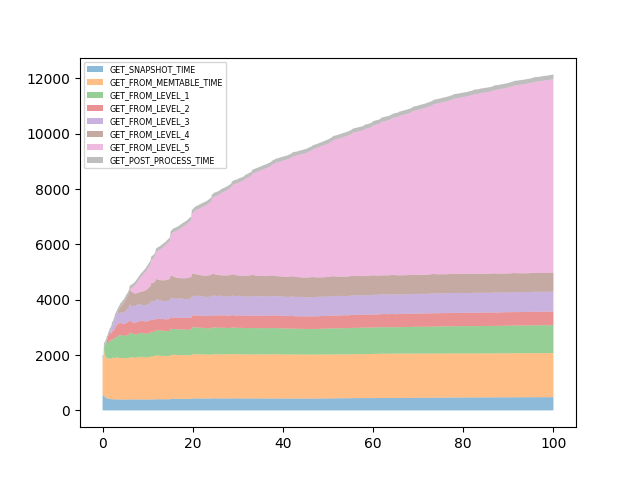 12000
10000
8000
6000
4000
2000
0
GET_SNAPSHOT_TIME
GET_FROM_MEMTABLE_TIME
GET_FROM_LEVEL_1
GET_FROM_LEVEL_2
GET_FROM_LEVEL_3
GET_FROM_LEVEL_4
GET_FROM_LEVEL_5
GET_POST_PROCESS_TIME
0 20 40 60 80 100